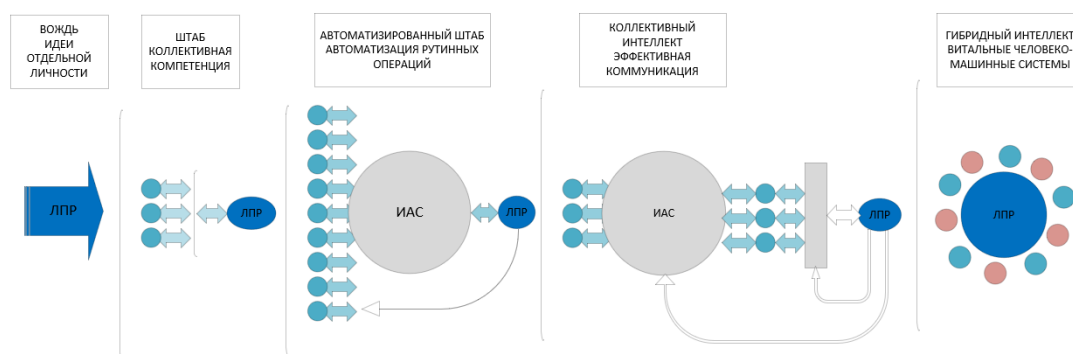 ВОЖДЬ
ИДЕИ
ОТДЕЛЬНОЙ
ЛИЧНОСТИ
ШТАБ
КОЛЛЕКТИВНАЯ
КОМПЕТЕНЦИЯ
АВТОМАТИЗИРОВАННЫЙ ШТАБ
АВТОМАТИЗАЦИЯ РУТИННЫХ
ОПЕРАЦИЙ
КОЛЛЕКТИВНЫЙ
ИНТЕЛЛЕКТ
ЭФФЕКТИВНАЯ
КОММУНИКАЦИЯ
ГИБРИДНЫЙ ИНТЕЛЛЕКТ
ВИТАЛЬНЫЕ ЧЕЛОВЕКО-
МАШИННЫЕ СИСТЕМЫ
ЛПР
ЛПР
ИАС
ЛПР
ИАС
ЛПР
ЛПР